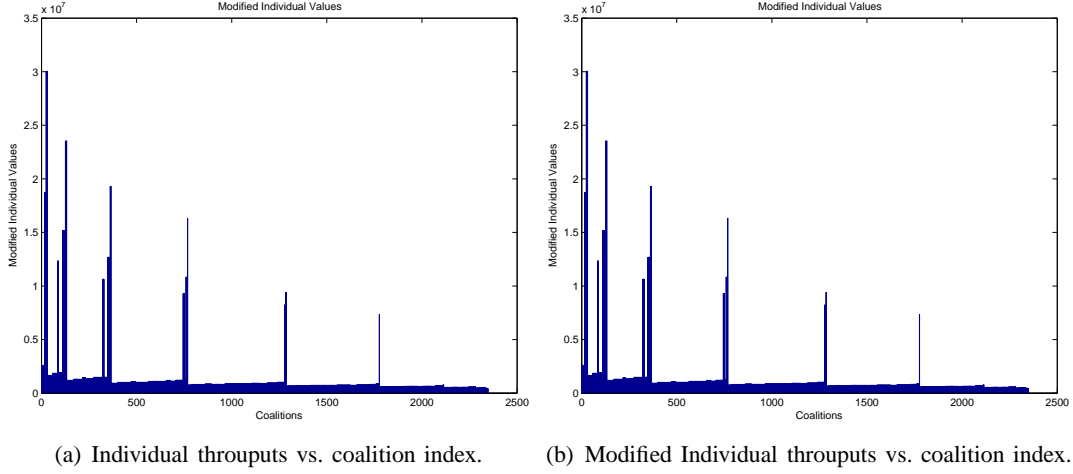 Modified Individual Values
x 10^7
3.5
3
2.5
2
1.5
1
0.5
0
Modified Individual Values
0 500 1000 1500 2000 2500
Coalitions
(a) Individual throuputs vs. coalition index.
Modified Individual Values
x 10^7
3.5
3
2.5
2
1.5
1
0.5
0
Modified Individual Values
0 500 1000 1500 2000 2500
Coalitions
(b) Modified Individual throuputs vs. coalition index.